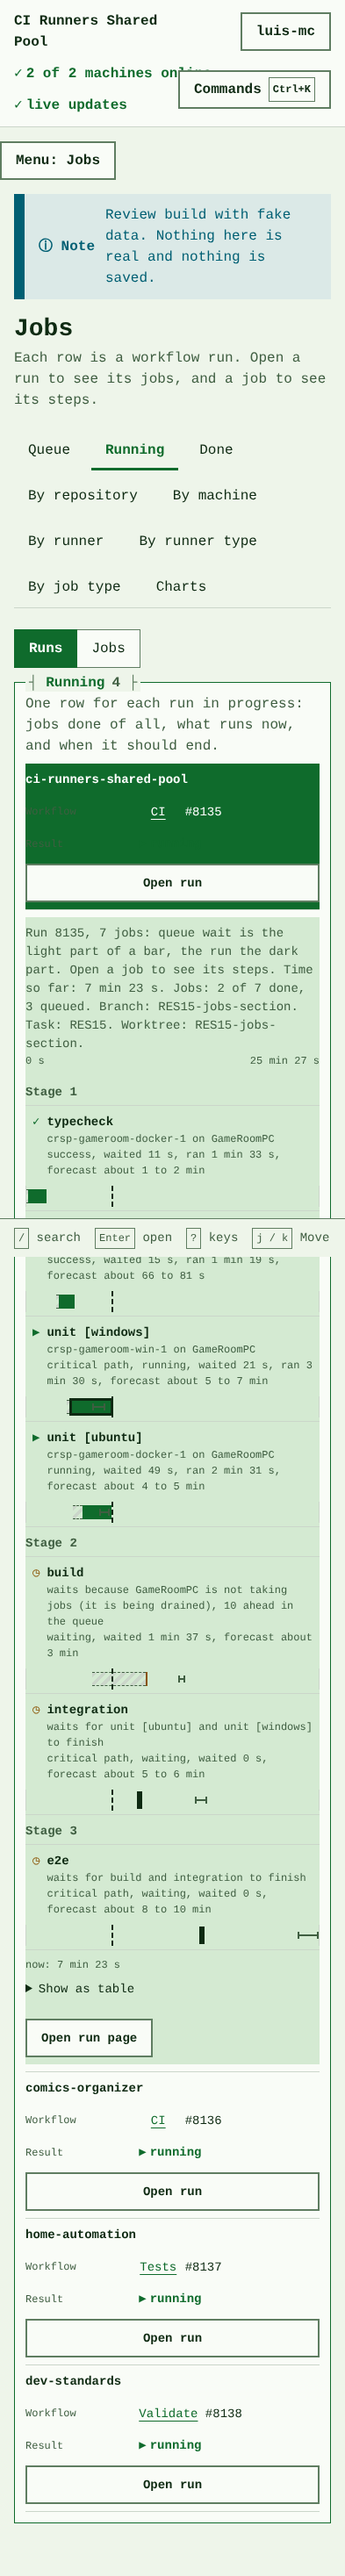 CI Runners Shared
Pool
luis-mc
✓ 2 of 2 machines
Commands Ctrl+K
✓ live updates
Menu: Jobs
ⓘ Note
Review build with fake
data. Nothing here is
real and nothing is
saved.
Jobs
Each row is a workflow run. Open a
run to see its jobs, and a job to see
its steps.
Queue Running Done
By repository By machine
By runner By runner type
By job type Charts
Runs Jobs
Running 4
One row for each run in progress:
jobs done of all, what runs now,
and when it should end.
ci-runners-shared-pool
Workflow CI #8135
Result
Open run
Run 8135, 7 jobs: queue wait is the
light part of a bar, the run the dark
part. Open a job to see its steps. Time
so far: 7 min 23 s. Jobs: 2 of 7 done,
3 queued. Branch: RES15-jobs-section.
Task: RES15. Worktree: RES15-jobs-
section.
0 s 25 min 27 s
Stage 1
✓ typecheck
crsp-gameroom-docker-1 on GameRoomPC
success, waited 11 s, ran 1 min 33 s,
forecast about 1 to 2 min
/ search Enter open ? keys j / k Move
success, waited 15 s, ran 1 min 19 s,
forecast about 66 to 81 s
▶ unit [windows]
crsp-gameroom-win-1 on GameRoomPC
critical path, running, waited 21 s, ran 3
min 30 s, forecast about 5 to 7 min
▶ unit [ubuntu]
crsp-gameroom-docker-1 on GameRoomPC
running, waited 49 s, ran 2 min 31 s,
forecast about 4 to 5 min
Stage 2
◷ build
waits because GameRoomPC is not taking
jobs (it is being drained), 10 ahead in
the queue
waiting, waited 1 min 37 s, forecast about
3 min
◷ integration
waits for unit [ubuntu] and unit [windows]
to finish
critical path, waiting, waited 0 s,
forecast about 5 to 6 min
Stage 3
◷ e2e
waits for build and integration to finish
critical path, waiting, waited 0 s,
forecast about 8 to 10 min
now: 7 min 23 s
▶ Show as table
Open run page
comics-organizer
Workflow CI #8136
Result ▶ running
Open run
home-automation
Workflow Tests #8137
Result ▶ running
Open run
dev-standards
Workflow Validate #8138
Result ▶ running
Open run